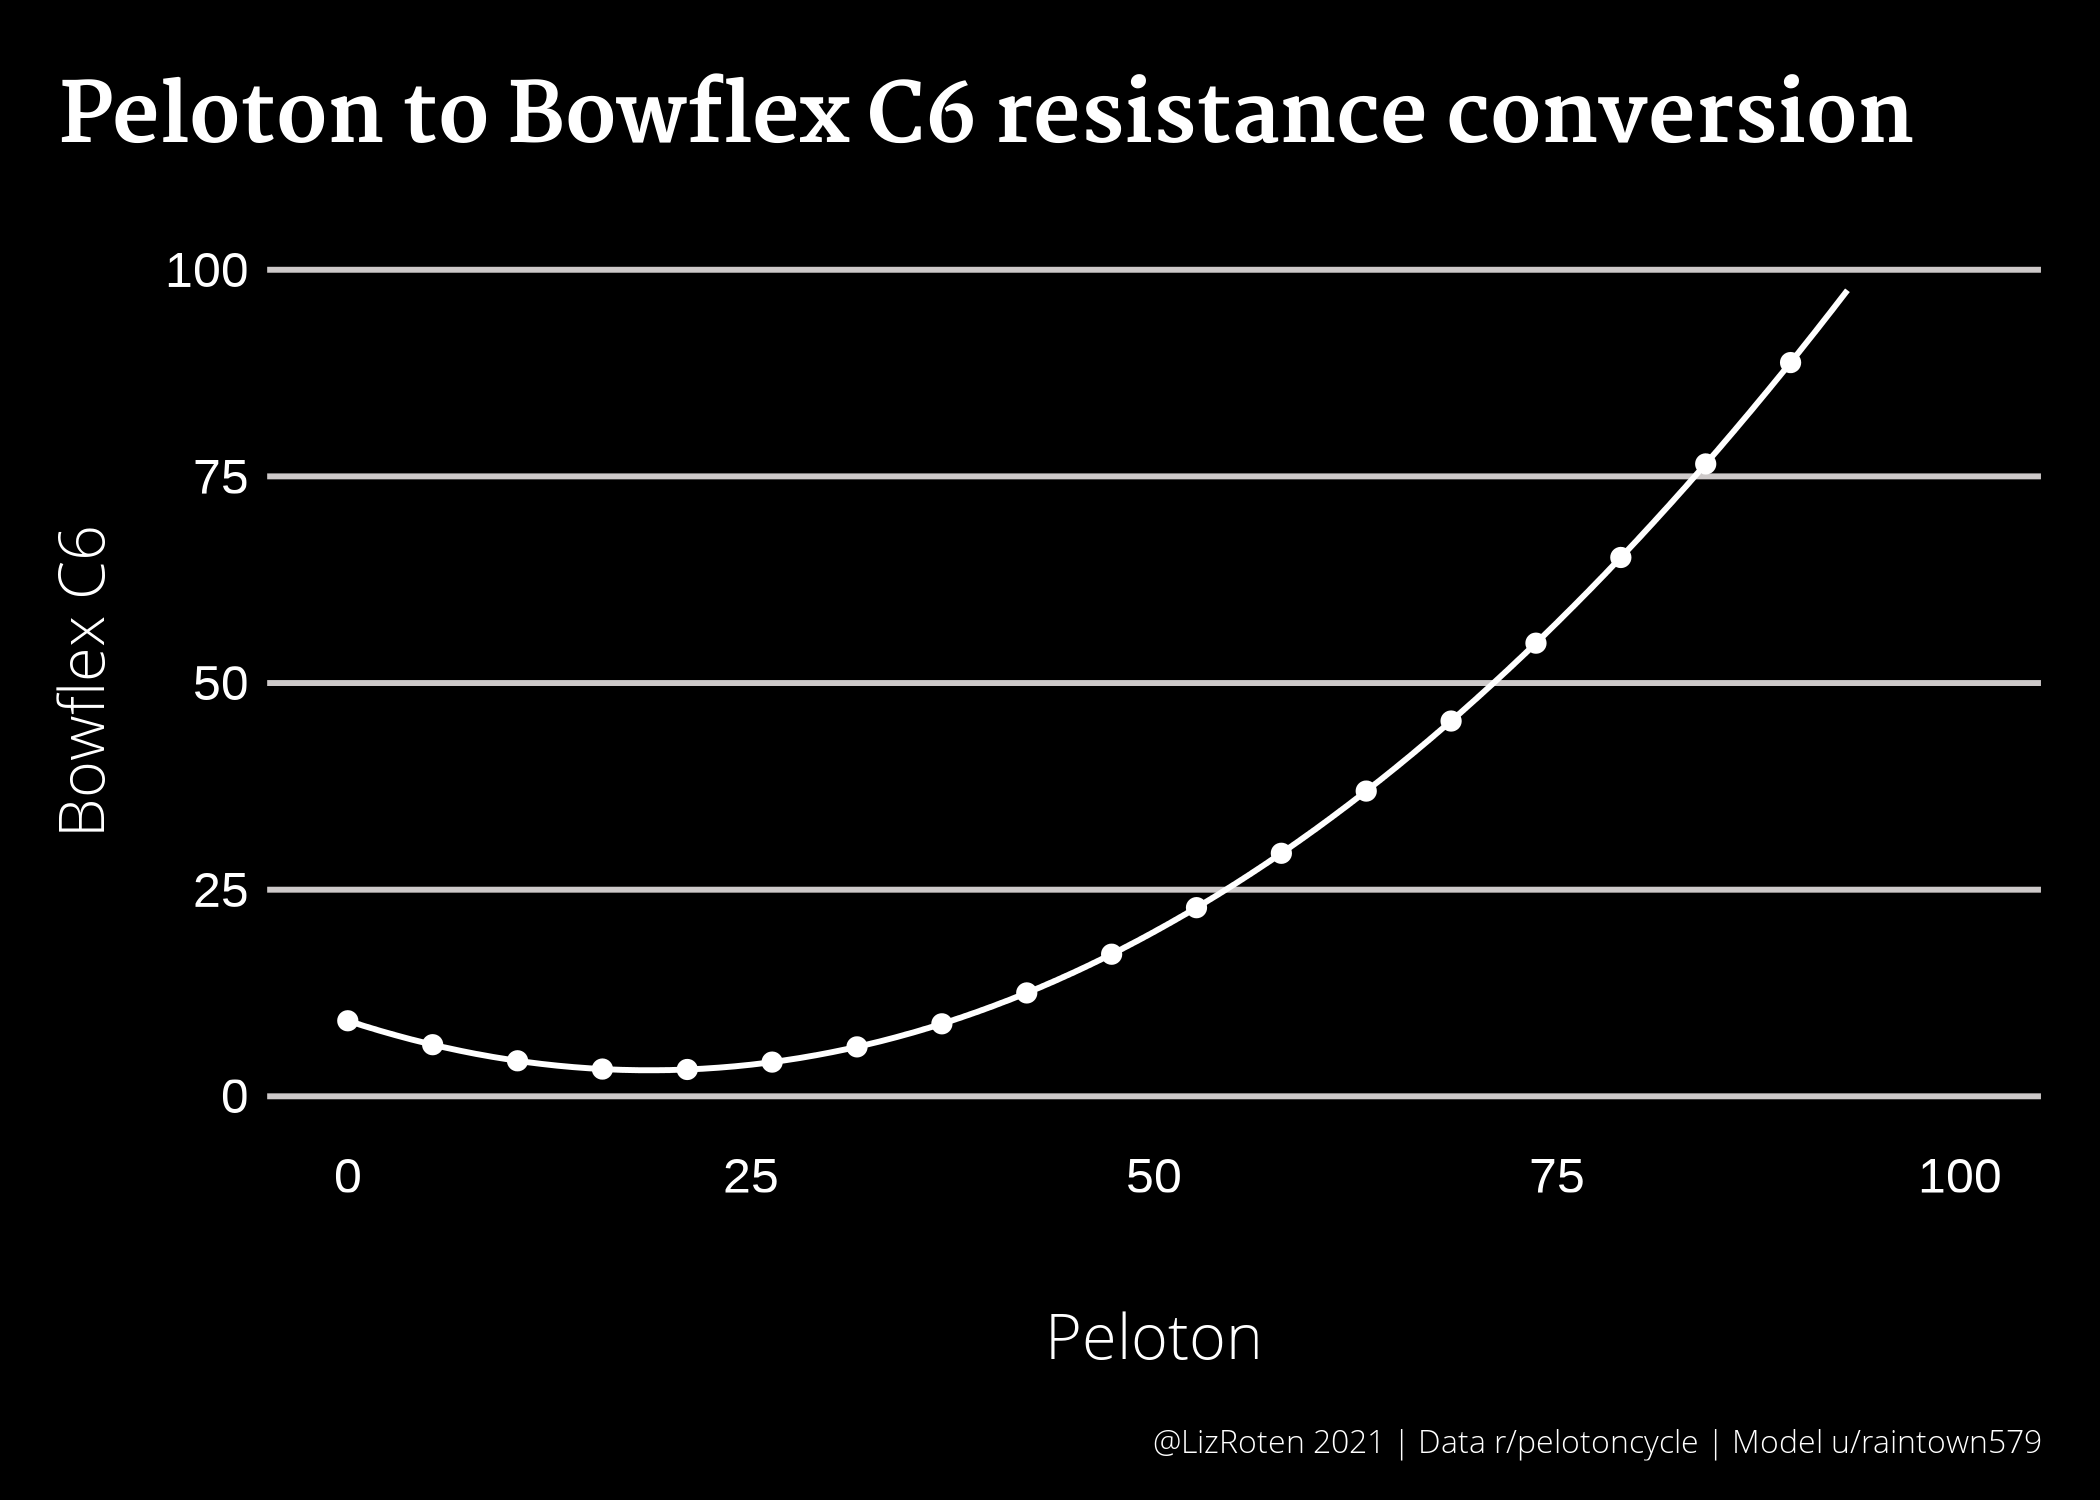 Peloton to Bowflex C6 resistance conversion
100
75
50
25
0
Bowflex C6
0 25 50 75 100
Peloton
@LizRoten 2021 | Data r/pelotoncycle | Model u/raintown579